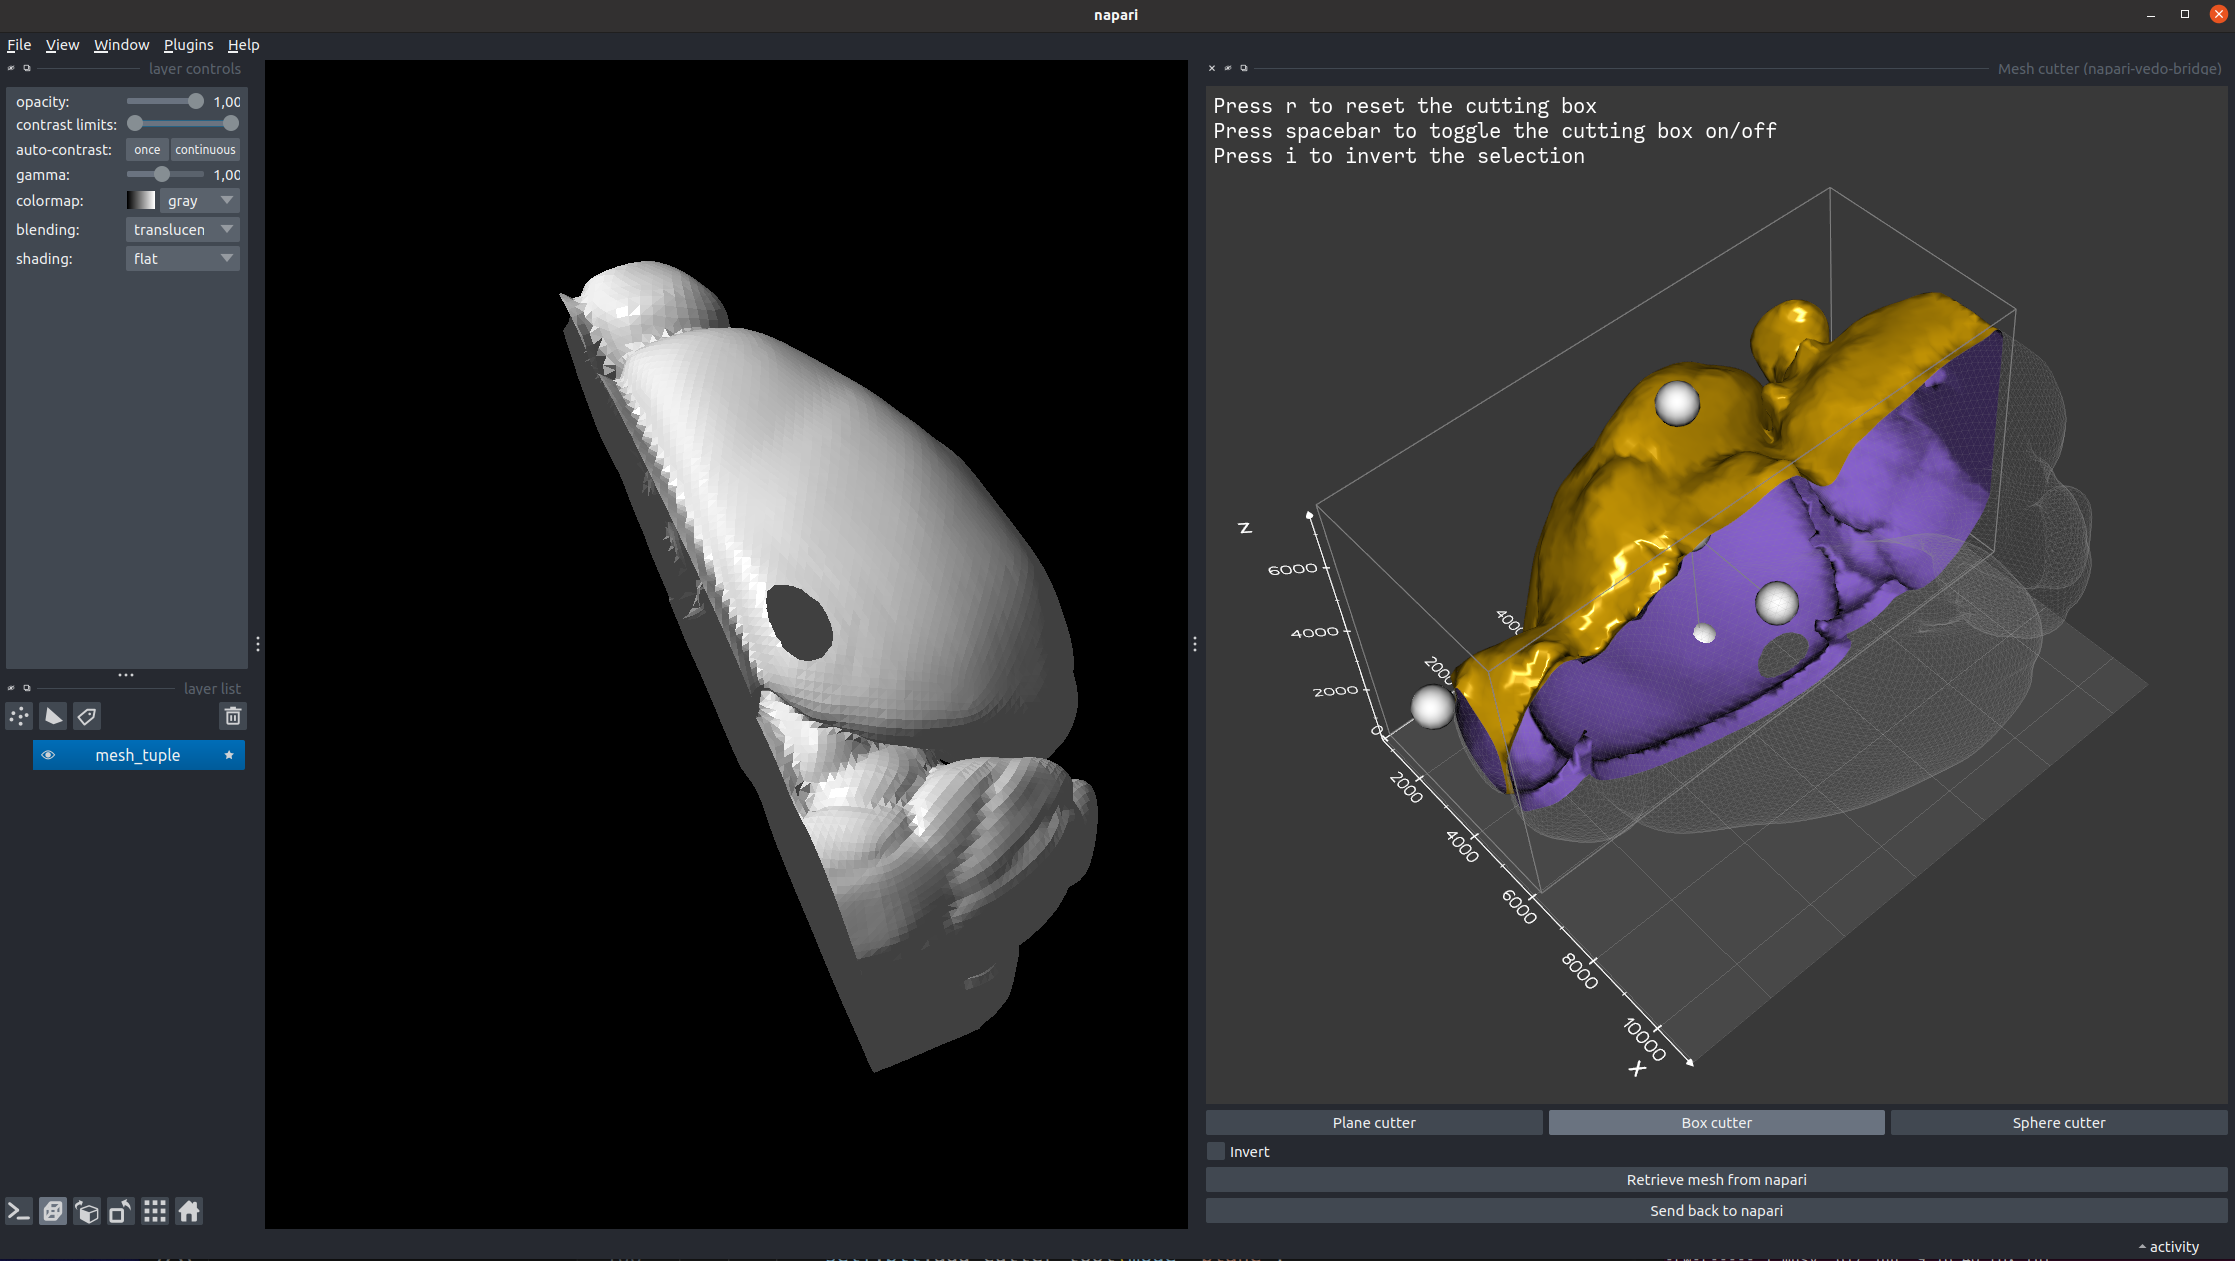 napari
File View Window Plugins Help
layer controls
opacity: 1,00
contrast limits:
auto-contrast: once continuous
gamma: 1,00
colormap: gray
blending: translucen
shading: flat
layer list
mesh_tuple
Mesh cutter (napari-vedo-bridge)
Press r to reset the cutting box
Press spacebar to toggle the cutting box on/off
Press i to invert the selection
z
6000
4000
2000
0
4000
2000
2000
4000
6000
8000
10000
x
Plane cutter Box cutter Sphere cutter
Invert
Retrieve mesh from napari
Send back to napari
activity